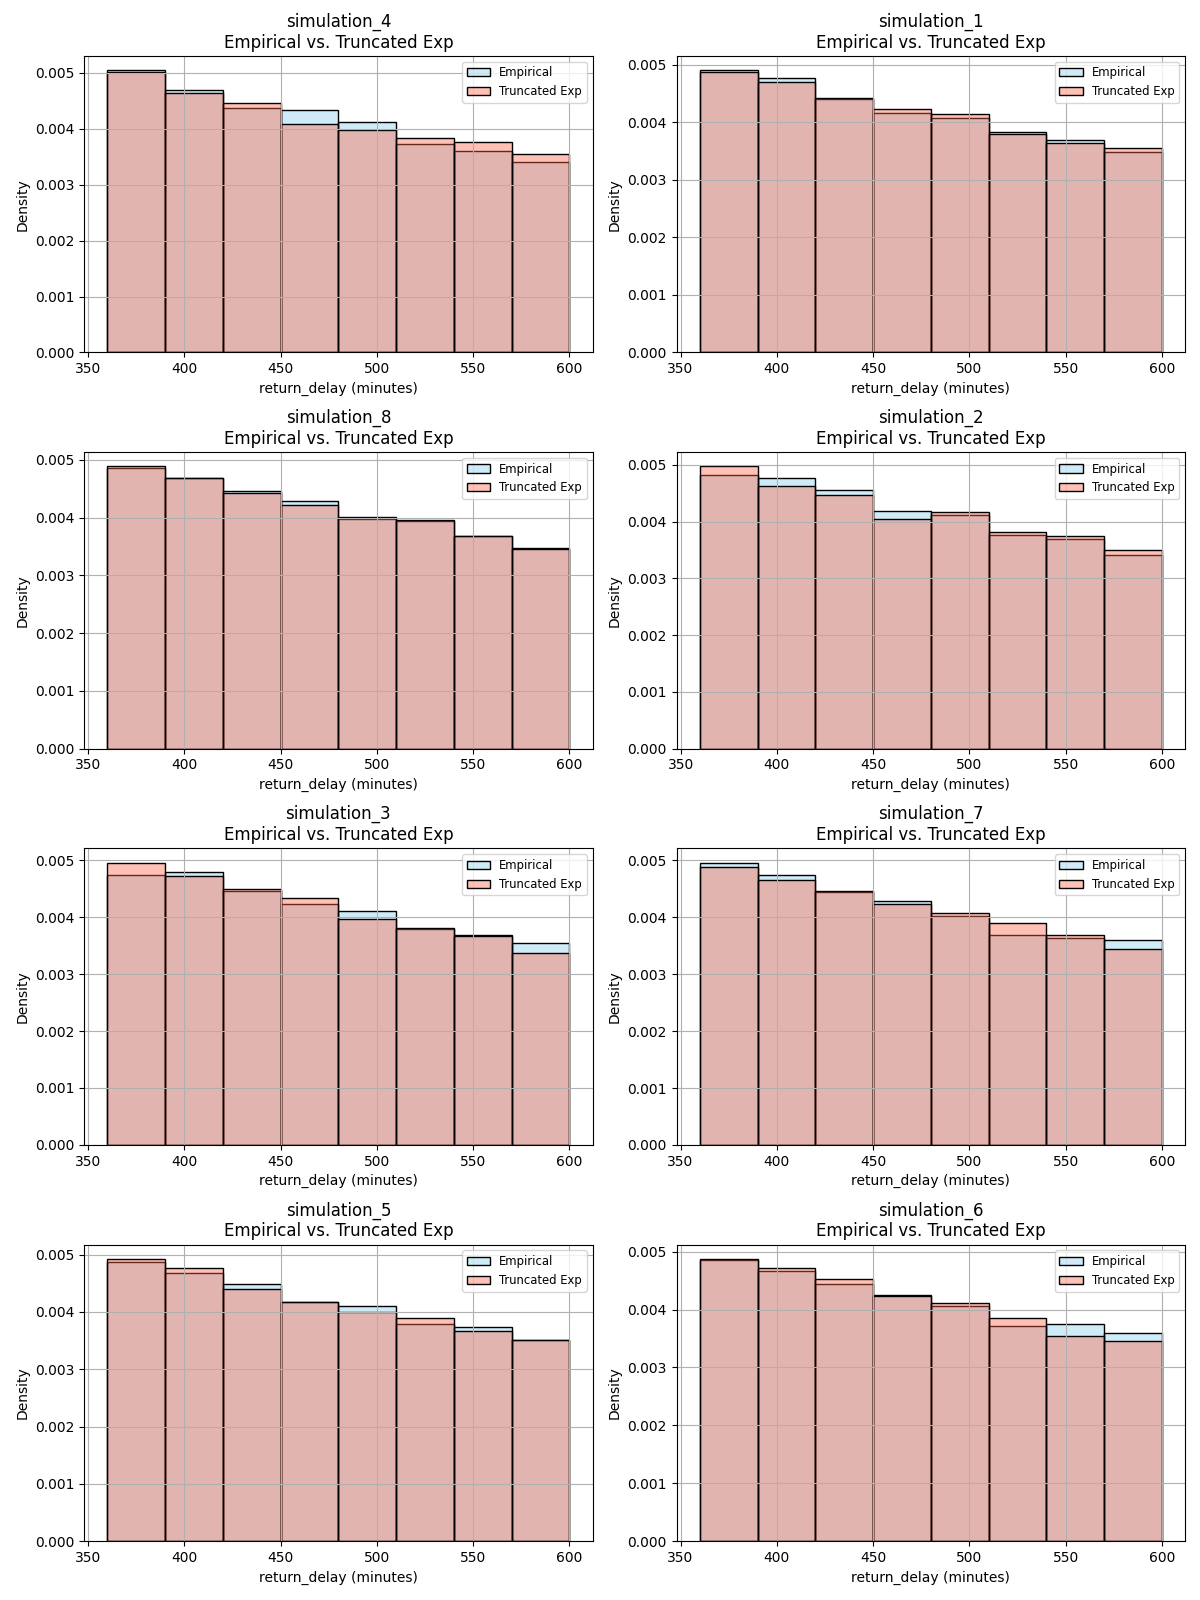 simulation_4
Empirical vs. Truncated Exp
Empirical
Truncated Exp
0.005
0.004
0.003
0.002
0.001
0.000
Density
350 400 450 500 550 600
return_delay (minutes)
simulation_1
Empirical vs. Truncated Exp
Empirical
Truncated Exp
0.005
0.004
0.003
0.002
0.001
0.000
Density
350 400 450 500 550 600
return_delay (minutes)
simulation_8
Empirical vs. Truncated Exp
Empirical
Truncated Exp
0.005
0.004
0.003
0.002
0.001
0.000
Density
350 400 450 500 550 600
return_delay (minutes)
simulation_2
Empirical vs. Truncated Exp
Empirical
Truncated Exp
0.005
0.004
0.003
0.002
0.001
0.000
Density
350 400 450 500 550 600
return_delay (minutes)
simulation_3
Empirical vs. Truncated Exp
Empirical
Truncated Exp
0.005
0.004
0.003
0.002
0.001
0.000
Density
350 400 450 500 550 600
return_delay (minutes)
simulation_7
Empirical vs. Truncated Exp
Empirical
Truncated Exp
0.005
0.004
0.003
0.002
0.001
0.000
Density
350 400 450 500 550 600
return_delay (minutes)
simulation_5
Empirical vs. Truncated Exp
Empirical
Truncated Exp
0.005
0.004
0.003
0.002
0.001
0.000
Density
350 400 450 500 550 600
return_delay (minutes)
simulation_6
Empirical vs. Truncated Exp
Empirical
Truncated Exp
0.005
0.004
0.003
0.002
0.001
0.000
Density
350 400 450 500 550 600
return_delay (minutes)